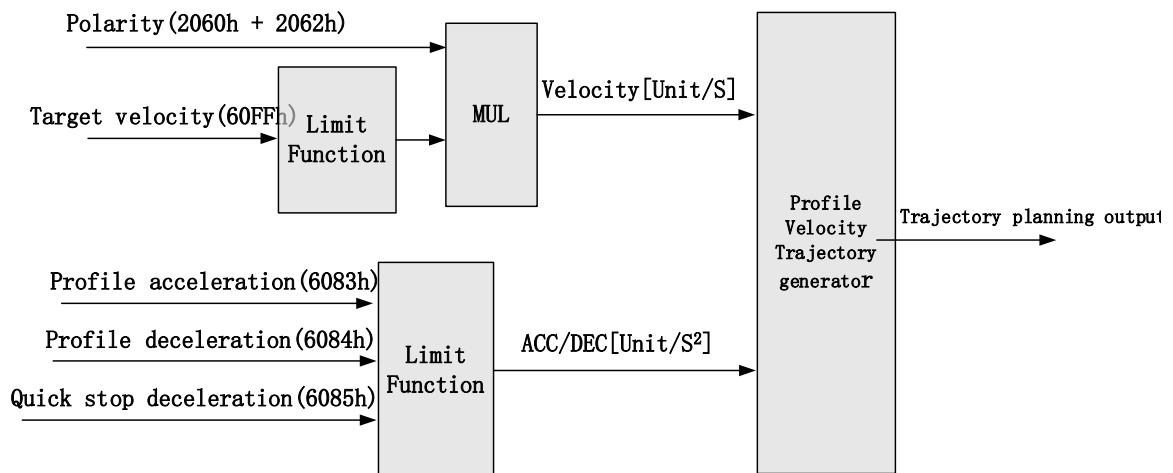 Polarity(2060h + 2062h)
Target velocity(60FFh)
Limit
Function
MUL
Velocity[Unit/S]
Profile
Velocity
Trajectory
generator
Trajectory planning output
Profile acceleration(6083h)
Profile deceleration(6084h)
Quick stop deceleration(6085h)
Limit
Function
ACC/DEC[Unit/S²]